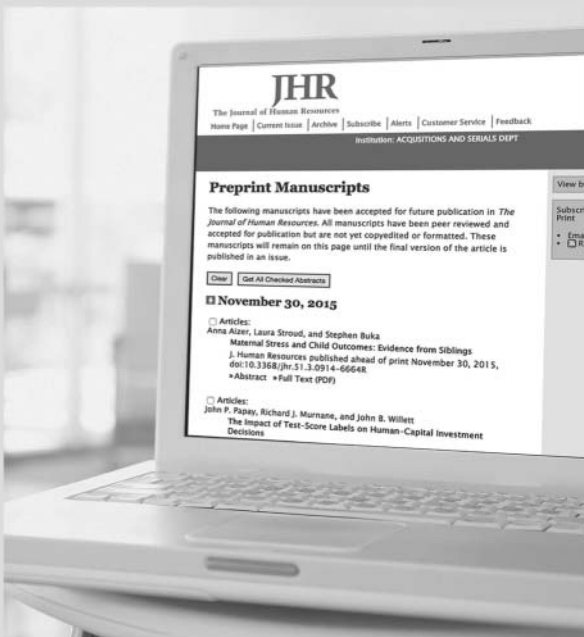 JHR
The Journal of Human Resources
Home Page | Current Issue | Archive | Subscribe | Alerts | Customer Service | Feedback
Institution: ACQUSITIONS AND SERIALS DEPT
Preprint Manuscripts
The following manuscripts have been accepted for future publication in The
Journal of Human Resources. All manuscripts have been peer reviewed and
accepted for publication but are not yet copyedited or formatted. These
manuscripts will remain on this page until the final version of the article is
published in an issue.
Clear Get All Checked Abstracts
November 30, 2015
Articles:
Anna Aizer, Laura Stroud, and Stephen Buka
Maternal Stress and Child Outcomes: Evidence from Siblings
J. Human Resources published ahead of print November 30, 2015,
doi:10.3368/jhr.51.3.0914-6664R
»Abstract »Full Text (PDF)
Articles:
John P. Papay, Richard J. Murnane, and John B. Willett
The Impact of Test-Score Labels on Human-Capital Investment
Decisions
View
Print